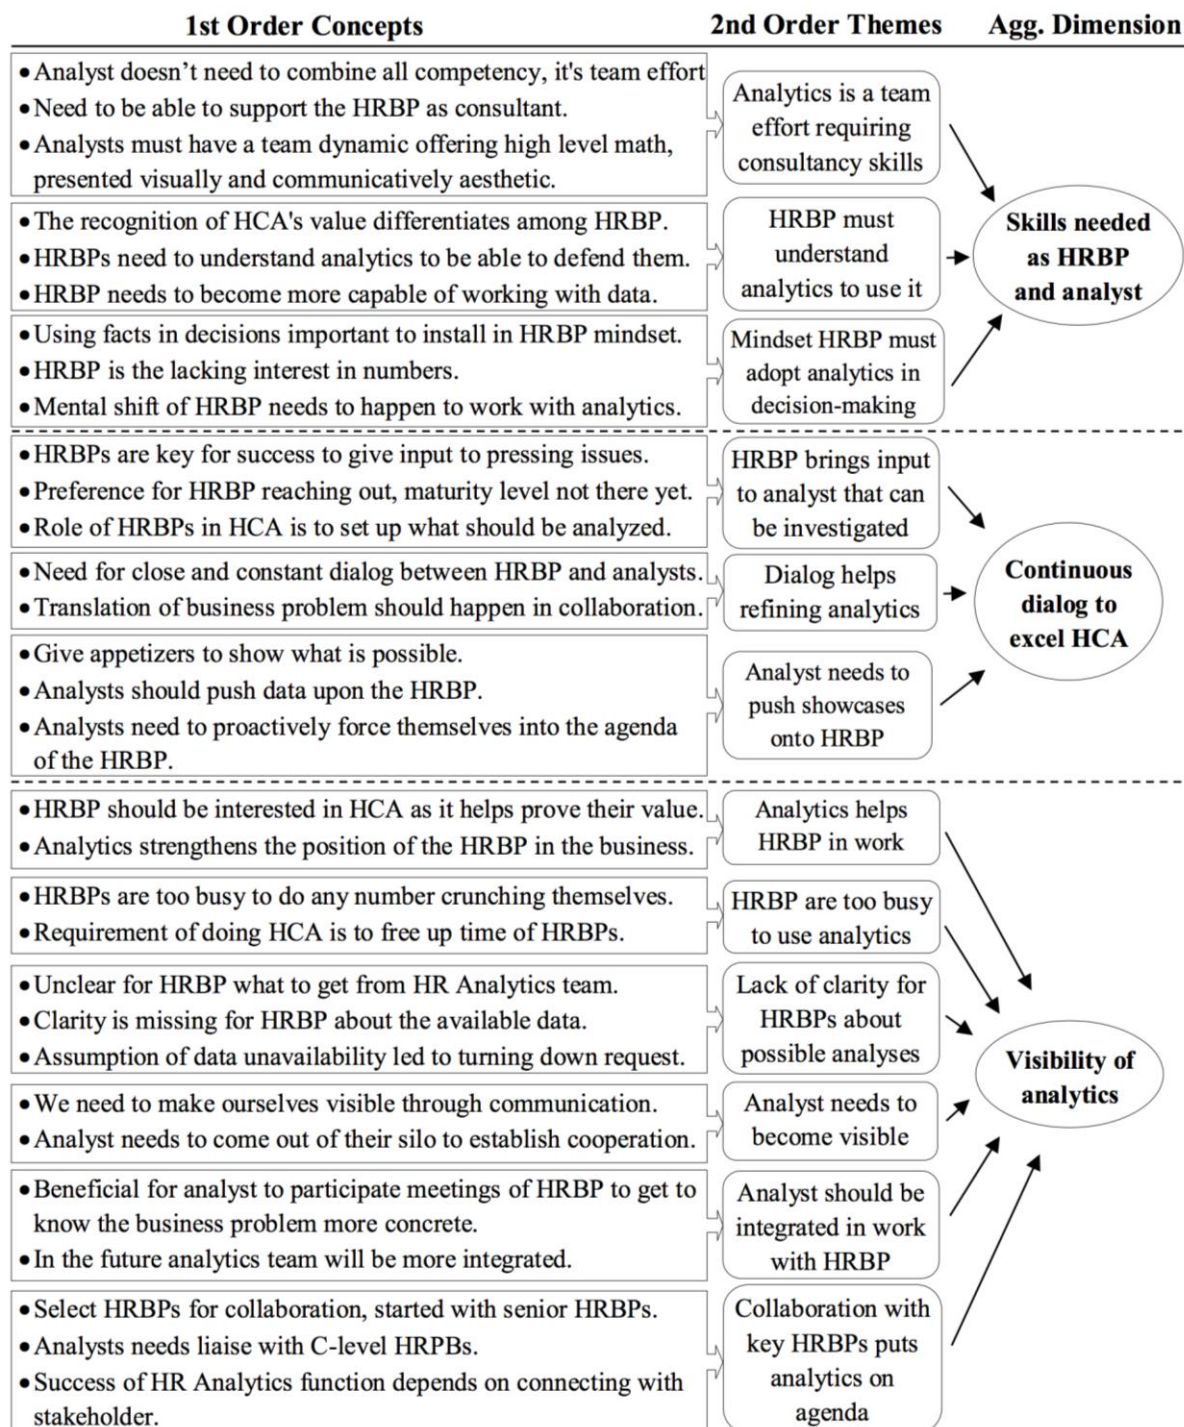 1st Order Concepts
2nd Order Themes
Agg. Dimension
• Analyst doesn’t need to combine all competency, it's team effort
• Need to be able to support the HRBP as consultant.
• Analysts must have a team dynamic offering high level math,
presented visually and communicatively aesthetic.
Analytics is a team
effort requiring
consultancy skills
• The recognition of HCA's value differentiates among HRBP.
• HRBPs need to understand analytics to be able to defend them.
• HRBP needs to become more capable of working with data.
HRBP must
understand
analytics to use it
• Using facts in decisions important to install in HRBP mindset.
• HRBP is the lacking interest in numbers.
• Mental shift of HRBP needs to happen to work with analytics.
Mindset HRBP must
adopt analytics in
decision-making
Skills needed
as HRBP
and analyst
• HRBPs are key for success to give input to pressing issues.
• Preference for HRBP reaching out, maturity level not there yet.
• Role of HRBPs in HCA is to set up what should be analyzed.
HRBP brings input
to analyst that can
be investigated
• Need for close and constant dialog between HRBP and analysts.
• Translation of business problem should happen in collaboration.
Dialog helps
refining analytics
• Give appetizers to show what is possible.
• Analysts should push data upon the HRBP.
• Analysts need to proactively force themselves into the agenda
of the HRBP.
Analyst needs to
push showcases
onto HRBP
Continuous
dialog to
excel HCA
• HRBP should be interested in HCA as it helps prove their value.
• Analytics strengthens the position of the HRBP in the business.
Analytics helps
HRBP in work
• HRBPs are too busy to do any number crunching themselves.
• Requirement of doing HCA is to free up time of HRBPs.
HRBP are too busy
to use analytics
• Unclear for HRBP what to get from HR Analytics team.
• Clarity is missing for HRBP about the available data.
• Assumption of data unavailability led to turning down request.
Lack of clarity for
HRBPs about
possible analyses
• We need to make ourselves visible through communication.
• Analyst needs to come out of their silo to establish cooperation.
Analyst needs to
become visible
• Beneficial for analyst to participate meetings of HRBP to get to
know the business problem more concrete.
• In the future analytics team will be more integrated.
Analyst should be
integrated in work
with HRBP
• Select HRBPs for collaboration, started with senior HRBPs.
• Analysts needs liaise with C-level HRPBs.
• Success of HR Analytics function depends on connecting with
stakeholder.
Collaboration with
key HRBPs puts
analytics on
agenda
Visibility of
analytics